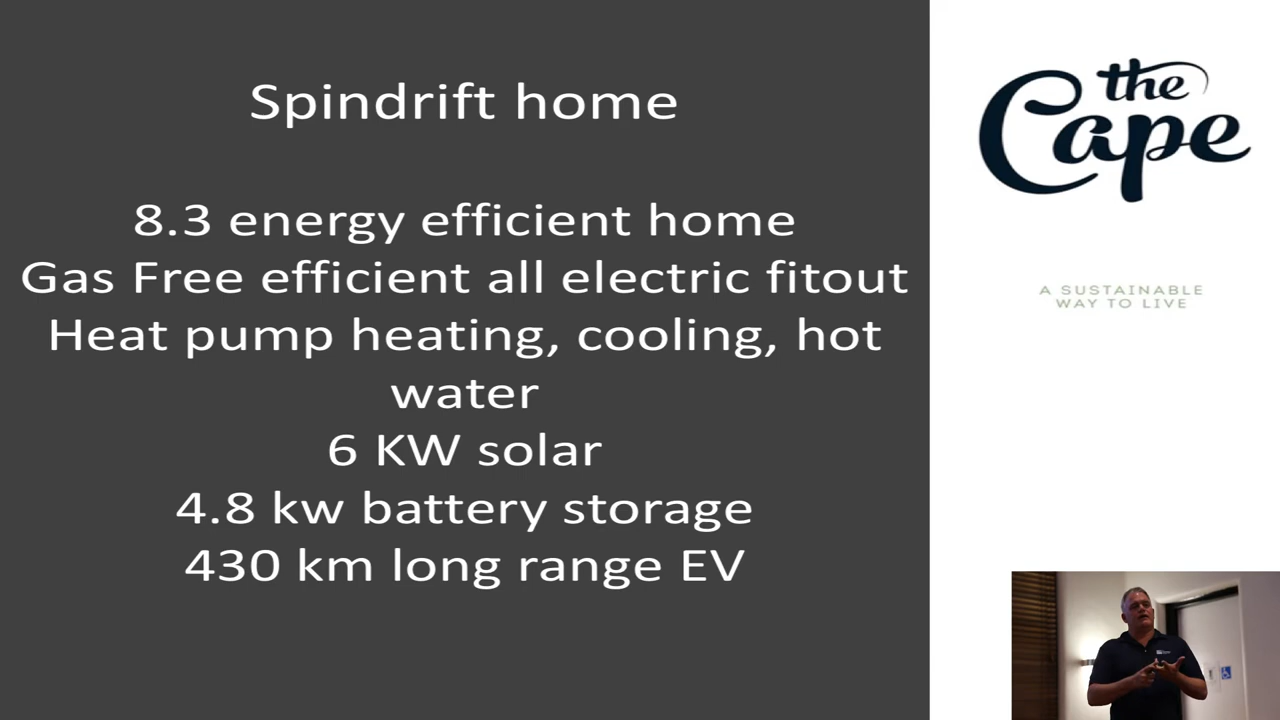 Spindrift home
8.3 energy efficient home
Gas Free efficient all electric fitout
Heat pump heating, cooling, hot
water
6 KW solar
4.8 kw battery storage
430 km long range EV
the
Cape
A SUSTAINABLE
WAY TO LIVE